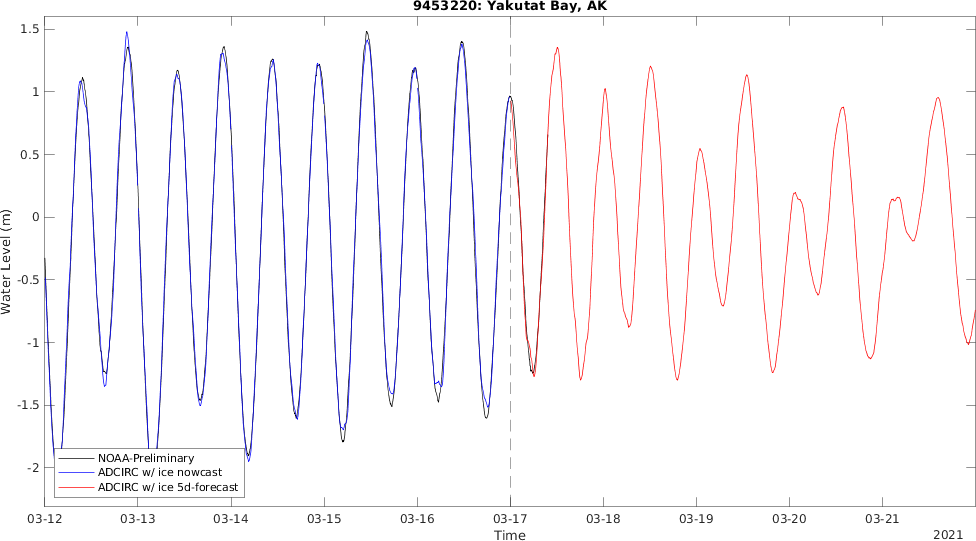 9453220: Yakutat Bay, AK
1.5
1
0.5
0
-0.5
-1
-1.5
-2
Water Level (m)
NOAA-Preliminary
ADCIRC w/ ice nowcast
ADCIRC w/ ice 5d-forecast
03-12 03-13 03-14 03-15 03-16 03-17 03-18 03-19 03-20 03-21
Time
2021